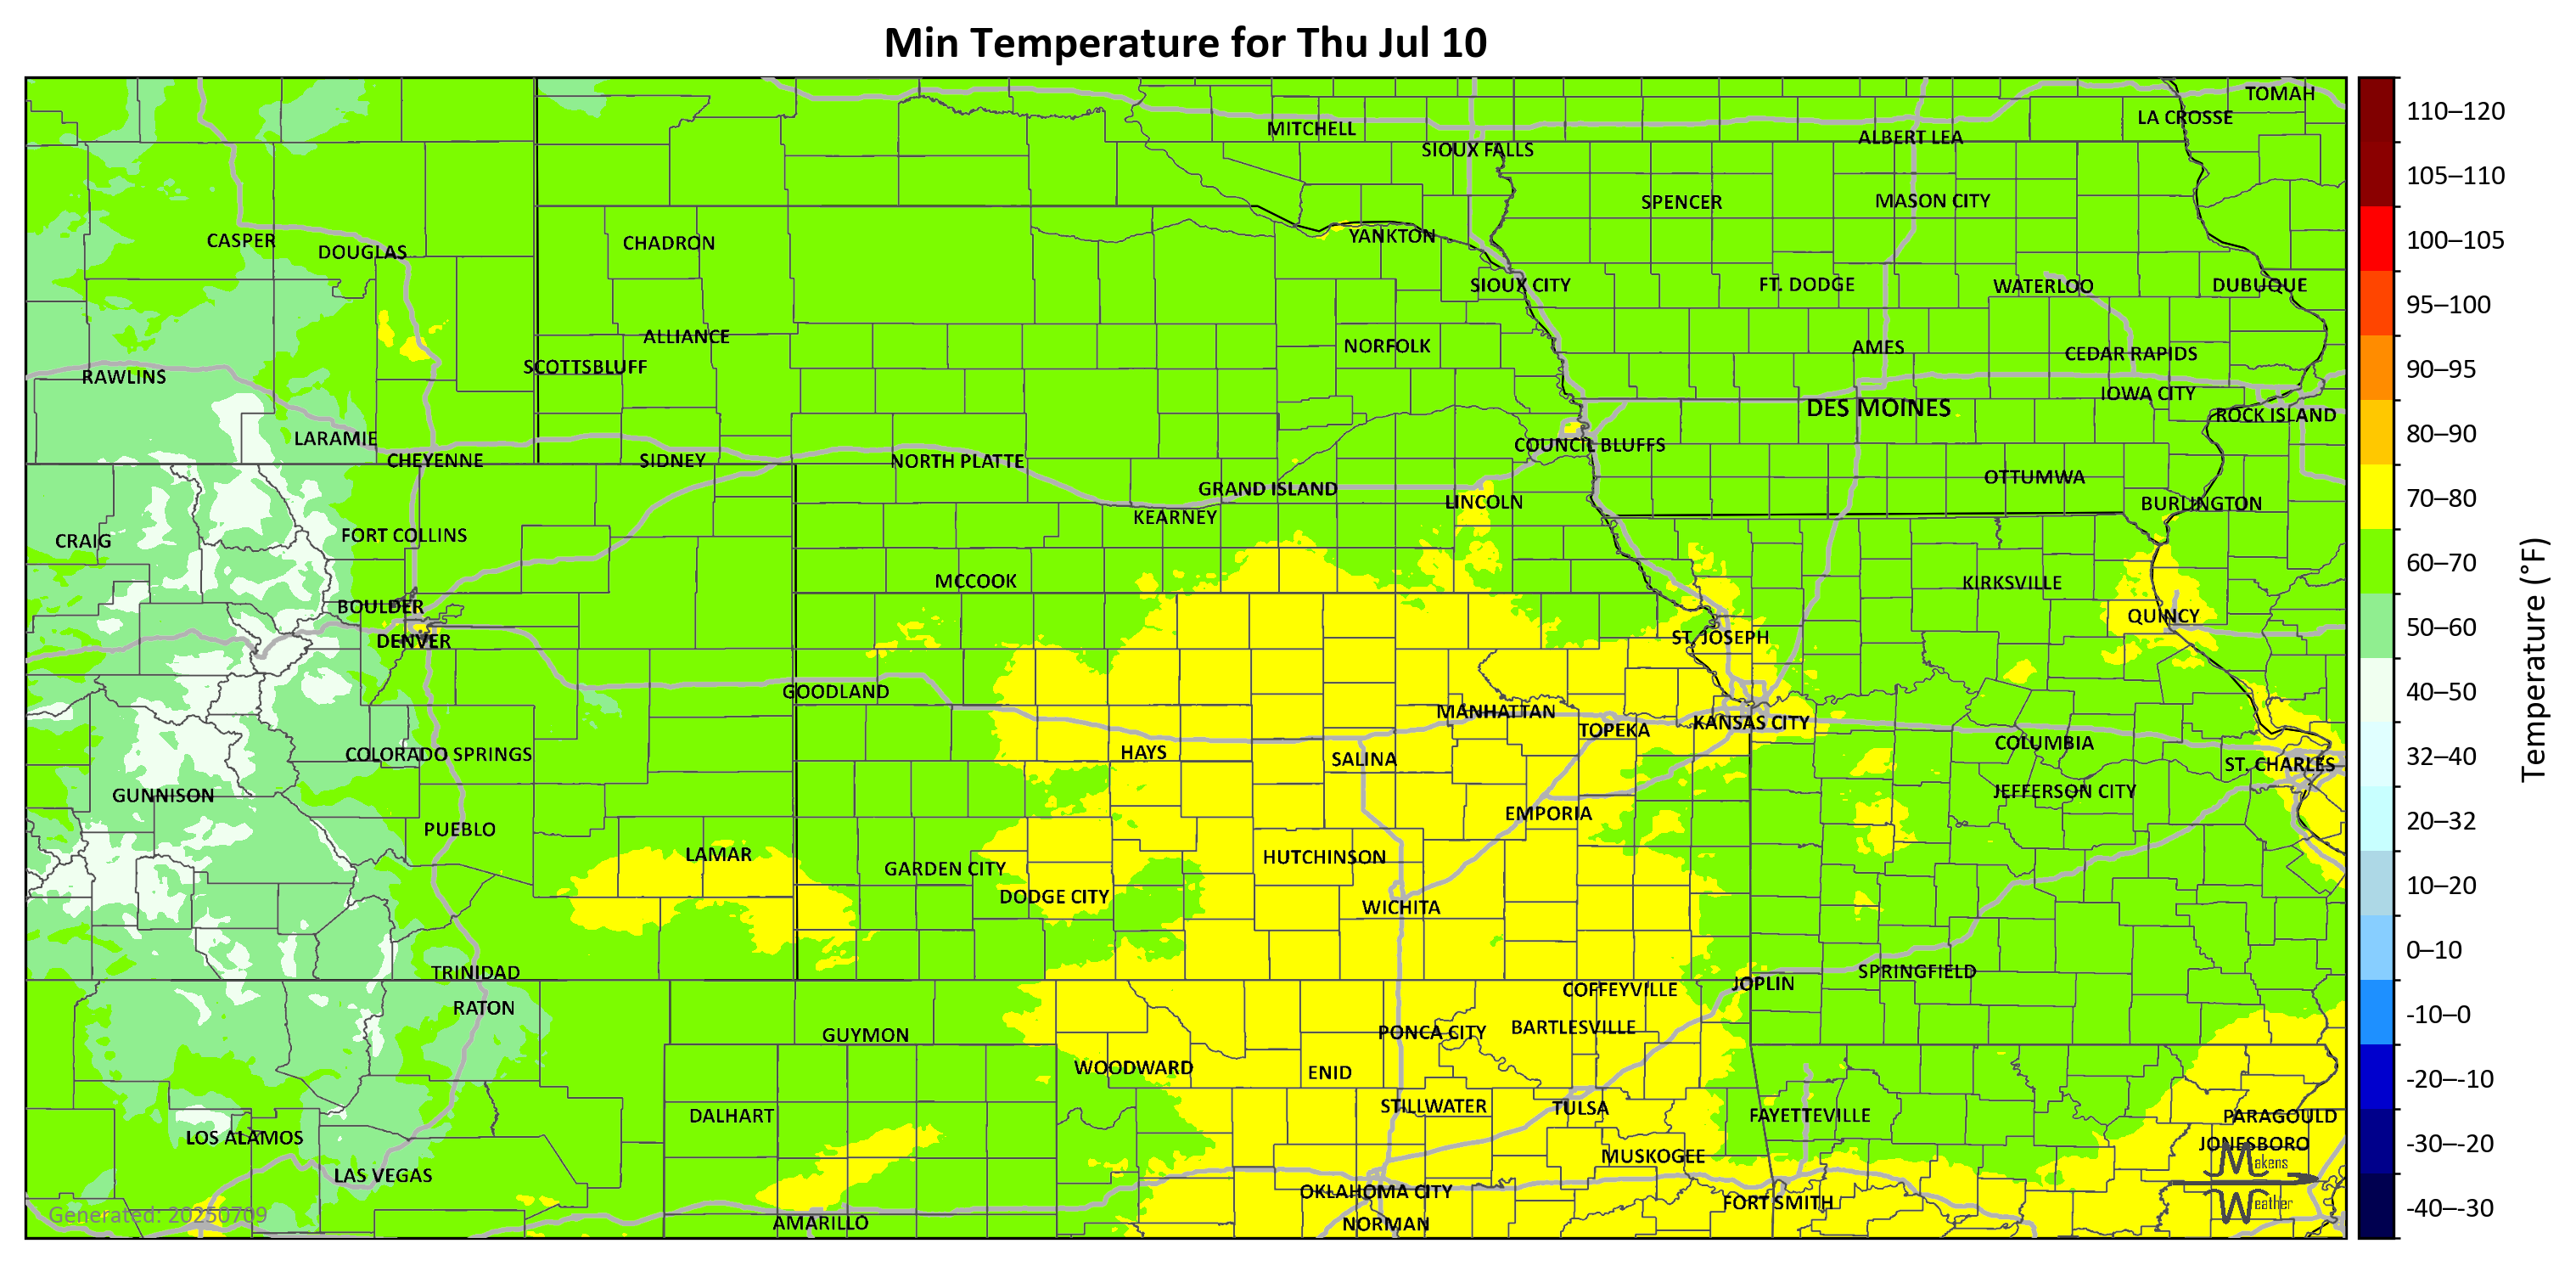 Min Temperature for Thu Jul 10
TOMAH
LA CROSSE
MITCHELL
ALBERT LEA
SIOUX FALLS
SPENCER
MASON CITY
CASPER
DOUGLAS
CHADRON
YANKTON
SIOUX CITY
FT. DODGE
WATERLOO
DUBUQUE
ALLIANCE
NORFOLK
AMES
CEDAR RAPIDS
SCOTTSBLUFF
RAWLINS
IOWA CITY
DES MOINES
ROCK ISLAND
LARAMIE
COUNCIL BLUFFS
CHEYENNE
SIDNEY
NORTH PLATTE
OTTUMWA
GRAND ISLAND
LINCOLN
BURLINGTON
KEARNEY
FORT COLLINS
CRAIG
MCCOOK
KIRKSVILLE
BOULDER
QUINCY
DENVER
ST. JOSEPH
GOODLAND
MANHATTAN
KANSAS CITY
TOPEKA
COLUMBIA
COLORADO SPRINGS
HAYS
SALINA
ST. CHARLES
JEFFERSON CITY
GUNNISON
EMPORIA
PUEBLO
LAMAR
HUTCHINSON
GARDEN CITY
DODGE CITY
WICHITA
TRINIDAD
SPRINGFIELD
JOPLIN
COFFEYVILLE
RATON
GUYMON
PONCA CITY
BARTLESVILLE
WOODWARD
ENID
STILLWATER
TULSA
DALHART
FAYETTEVILLE
PARAGOULD
LOS ALAMOS
JONESBORO
MUSKOGEE
LAS VEGAS
OKLAHOMA CITY
FORT SMITH
AMARILLO
NORMAN
Generated: 20250709
Makens
Weather
110–120
105–110
100–105
95–100
90–95
80–90
70–80
60–70
50–60
40–50
32–40
20–32
10–20
0–10
-10–0
-20–-10
-30–-20
-40–-30
Temperature (°F)